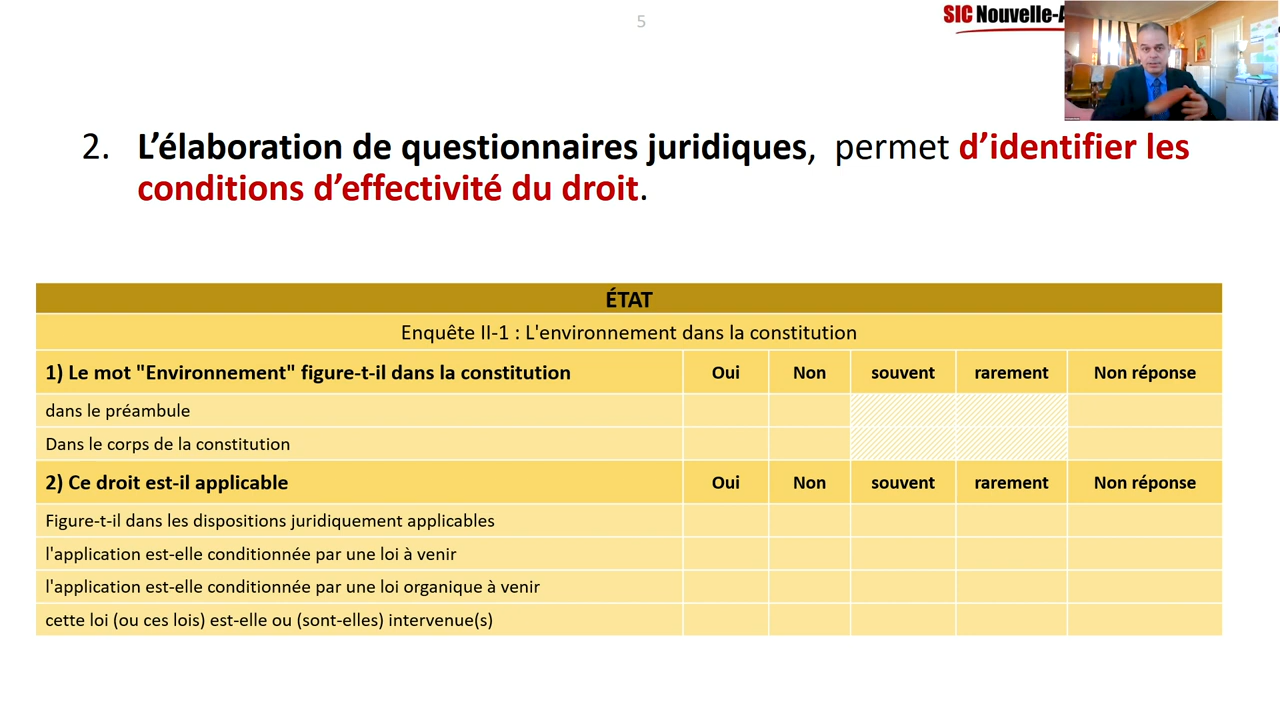 5
SIC Nouvelle-A
2. L’élaboration de questionnaires juridiques, permet d’identifier les
conditions d’effectivité du droit.
ÉTAT
Enquête II-1 : L'environnement dans la constitution
1) Le mot "Environnement" figure-t-il dans la constitution Oui Non souvent rarement Non réponse
dans le préambule
Dans le corps de la constitution
2) Ce droit est-il applicable Oui Non souvent rarement Non réponse
Figure-t-il dans les dispositions juridiquement applicables
l'application est-elle conditionnée par une loi à venir
l'application est-elle conditionnée par une loi organique à venir
cette loi (ou ces lois) est-elle ou (sont-elles) intervenue(s)